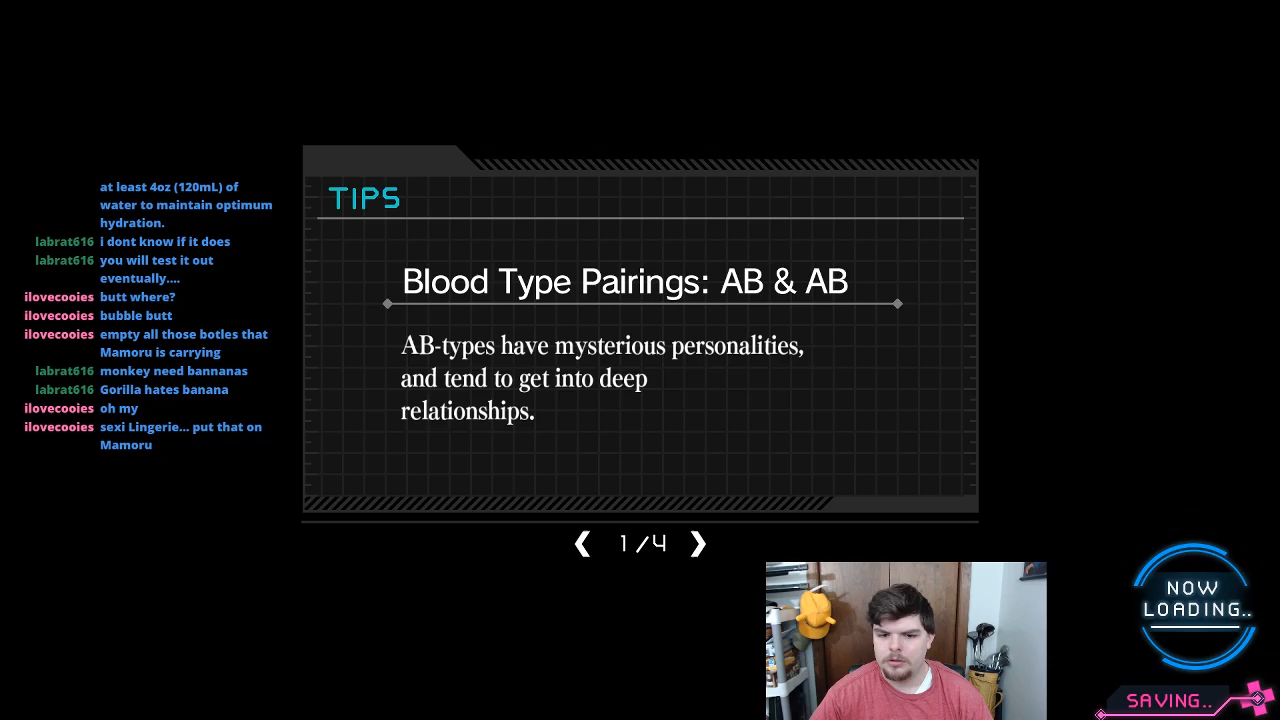 at least 4oz (120mL) of
water to maintain optimum
hydration.
labrat616 i dont know if it does
labrat616 you will test it out
eventually....
ilovecooies butt where?
ilovecooies bubble butt
ilovecooies empty all those botles that
Mamoru is carrying
labrat616 monkey need bannanas
labrat616 Gorilla hates banana
ilovecooies oh my
ilovecooies sexi Lingerie... put that on
Mamoru
TIPS
Blood Type Pairings: AB & AB
AB-types have mysterious personalities,
and tend to get into deep
relationships.
❮ 1/4 ❯
NOW
LOADING..
SAVING..